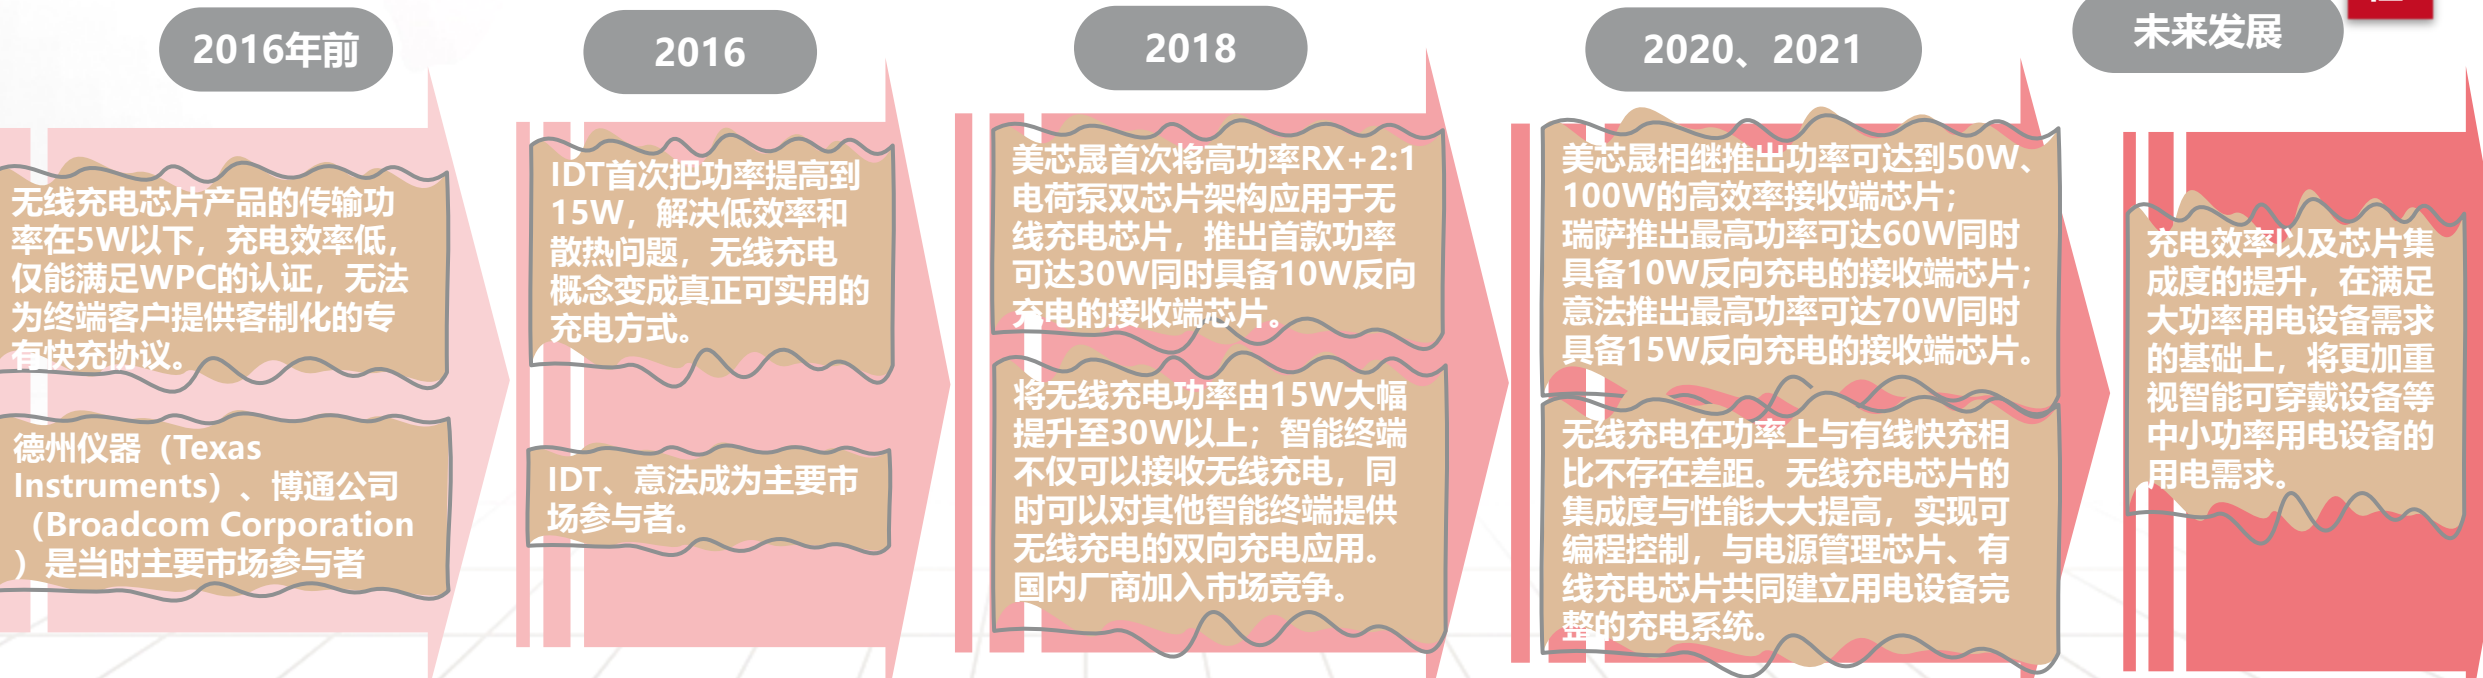 2016年前
无线充电芯片产品的传输功
率在5W以下，充电效率低，
仅能满足WPC的认证，无法
为终端客户提供客制化的专
有快充协议。
德州仪器（Texas
Instruments）、博通公司
（Broadcom Corporation
）是当时主要市场参与者
2016
IDT首次把功率提高到
15W，解决低效率和
散热问题，无线充电
概念变成真正可实用的
充电方式。
IDT、意法成为主要市
场参与者。
2018
美芯晟首次将高功率RX+2:1
电荷泵双芯片架构应用于无
线充电芯片，推出首款功率
可达30W同时具备10W反向
充电的接收端芯片。
将无线充电功率由15W大幅
提升至30W以上；智能终端
不仅可以接收无线充电，同
时可以对其他智能终端提供
无线充电的双向充电应用。
国内厂商加入市场竞争。
2020、2021
美芯晟相继推出功率可达到50W、
100W的高效率接收端芯片；
瑞萨推出最高功率可达60W同时
具备10W反向充电的接收端芯片；
意法推出最高功率可达70W同时
具备15W反向充电的接收端芯片。
无线充电在功率上与有线快充相
比不存在差距。无线充电芯片的
集成度与性能大大提高，实现可
编程控制，与电源管理芯片、有
线充电芯片共同建立用电设备完
整的充电系统。
未来发展
充电效率以及芯片集
成度的提升，在满足
大功率用电设备需求
的基础上，将更加重
视智能可穿戴设备等
中小功率用电设备的
用电需求。